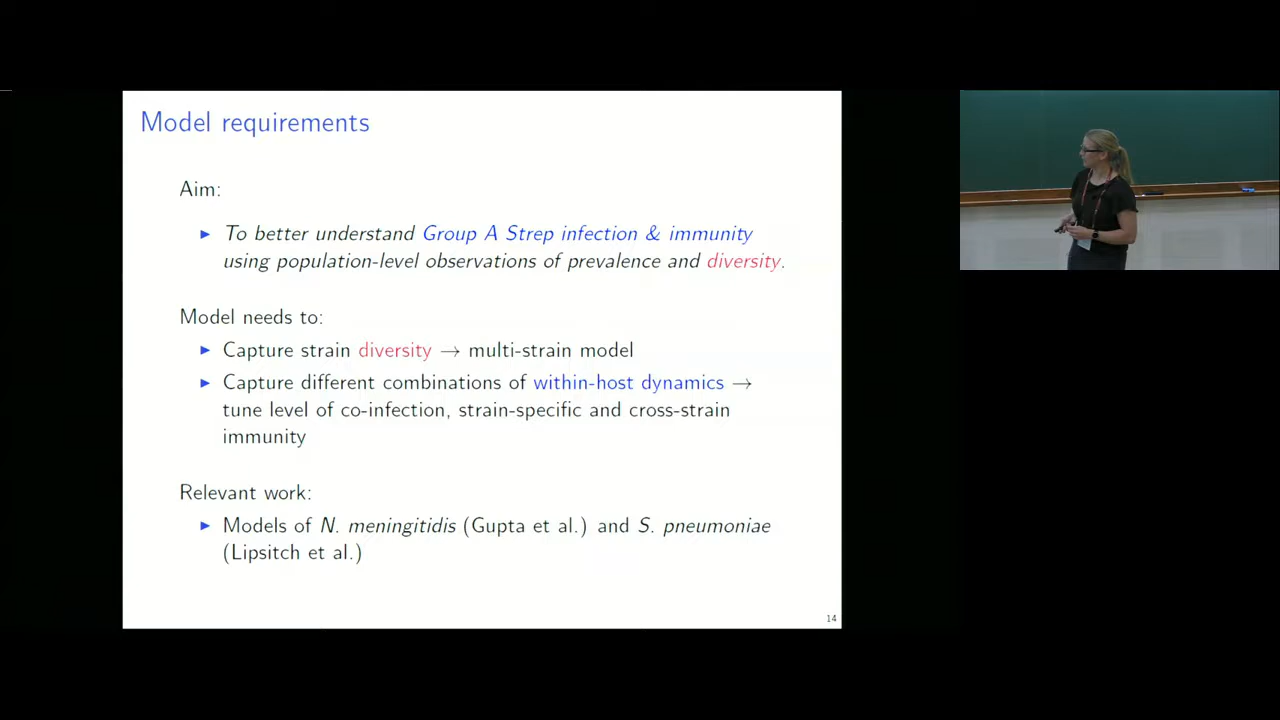 Model requirements
Aim:
► To better understand Group A Strep infection & immunity
using population-level observations of prevalence and diversity.
Model needs to:
► Capture strain diversity → multi-strain model
► Capture different combinations of within-host dynamics →
tune level of co-infection, strain-specific and cross-strain
immunity
Relevant work:
► Models of N. meningitidis (Gupta et al.) and S. pneumoniae
(Lipsitch et al.)
14